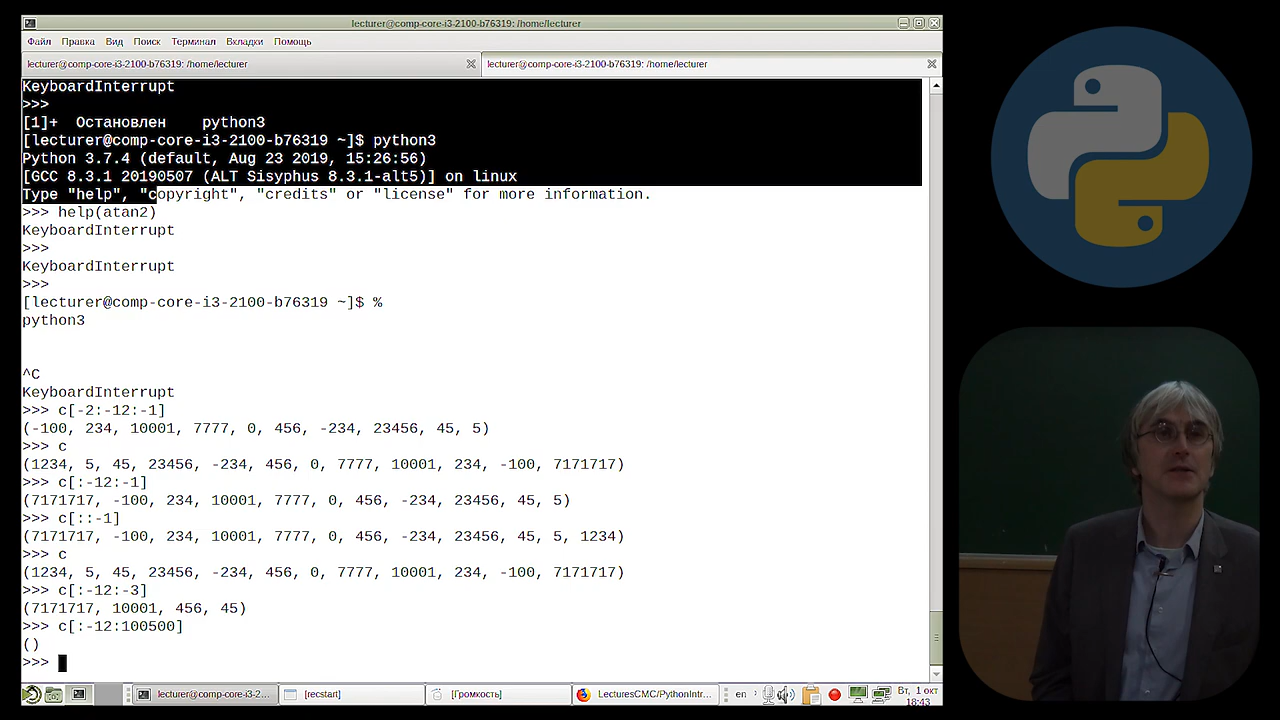 lecturer@comp-core-i3-2100-b76319: /home/lecturer
Файл Правка Вид Поиск Терминал Вкладки Помощь
lecturer@comp-core-i3-2100-b76319: /home/lecturer lecturer@comp-core-i3-2100-b76319: /home/lecturer
KeyboardInterrupt
>>>
[1]+ Остановлен python3
[lecturer@comp-core-i3-2100-b76319 ~]$ python3
Python 3.7.4 (default, Aug 23 2019, 15:26:56)
[GCC 8.3.1 20190507 (ALT Sisyphus 8.3.1-alt5)] on linux
Type "help", "copyright", "credits" or "license" for more information.
>>> help(atan2)
KeyboardInterrupt
>>>
KeyboardInterrupt
>>>
[lecturer@comp-core-i3-2100-b76319 ~]$ %
python3
^C
KeyboardInterrupt
>>> c[-2:-12:-1]
(-100, 234, 10001, 7777, 0, 456, -234, 23456, 45, 5)
>>> c
(1234, 5, 45, 23456, -234, 456, 0, 7777, 10001, 234, -100, 7171717)
>>> c[:-12:-1]
(7171717, -100, 234, 10001, 7777, 0, 456, -234, 23456, 45, 5)
>>> c[::-1]
(7171717, -100, 234, 10001, 7777, 0, 456, -234, 23456, 45, 5, 1234)
>>> c
(1234, 5, 45, 23456, -234, 456, 0, 7777, 10001, 234, -100, 7171717)
>>> c[:-12:-3]
(7171717, 10001, 456, 45)
>>> c[:-12:100500]
()
>>>
lecturer@comp-core-i3-2... [recstart] [Громкость] LecturesCMC/PythonIntr... en Вт, 1 окт
18:43